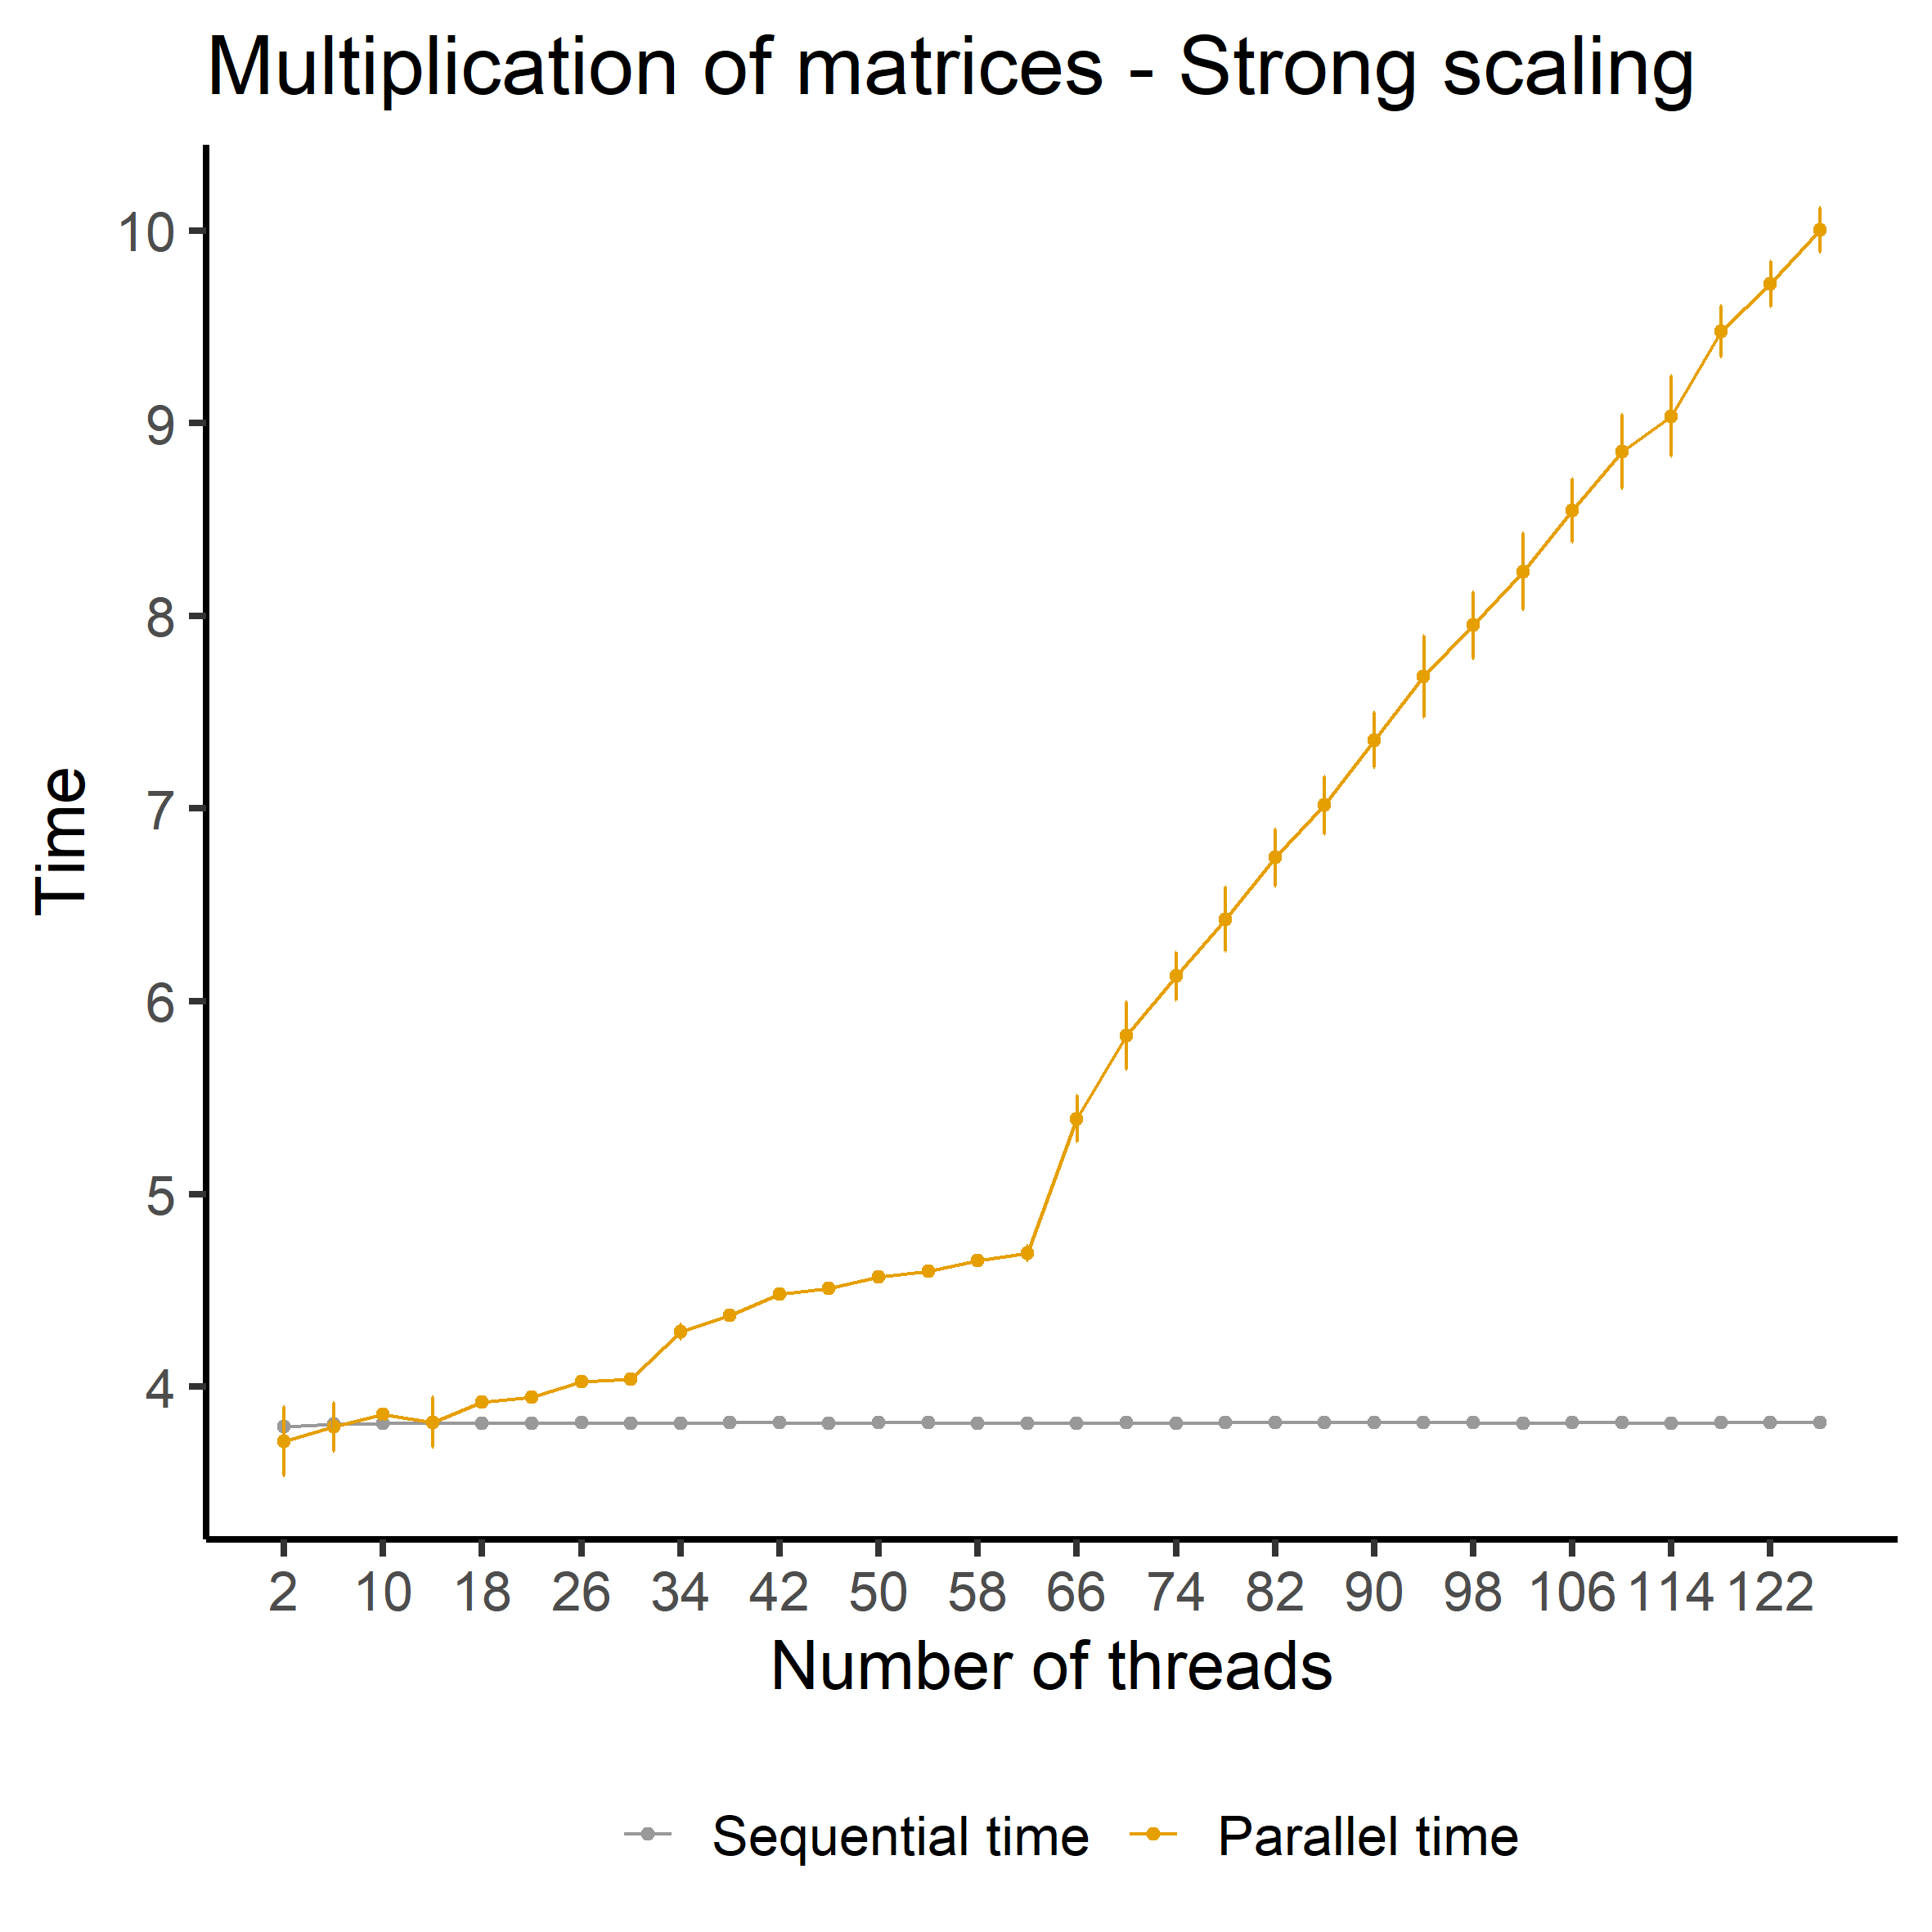 Multiplication of matrices - Strong scaling
10
9
8
7
6
5
4
Time
2 10 18 26 34 42 50 58 66 74 82 90 98 106 114 122
Number of threads
Sequential time Parallel time